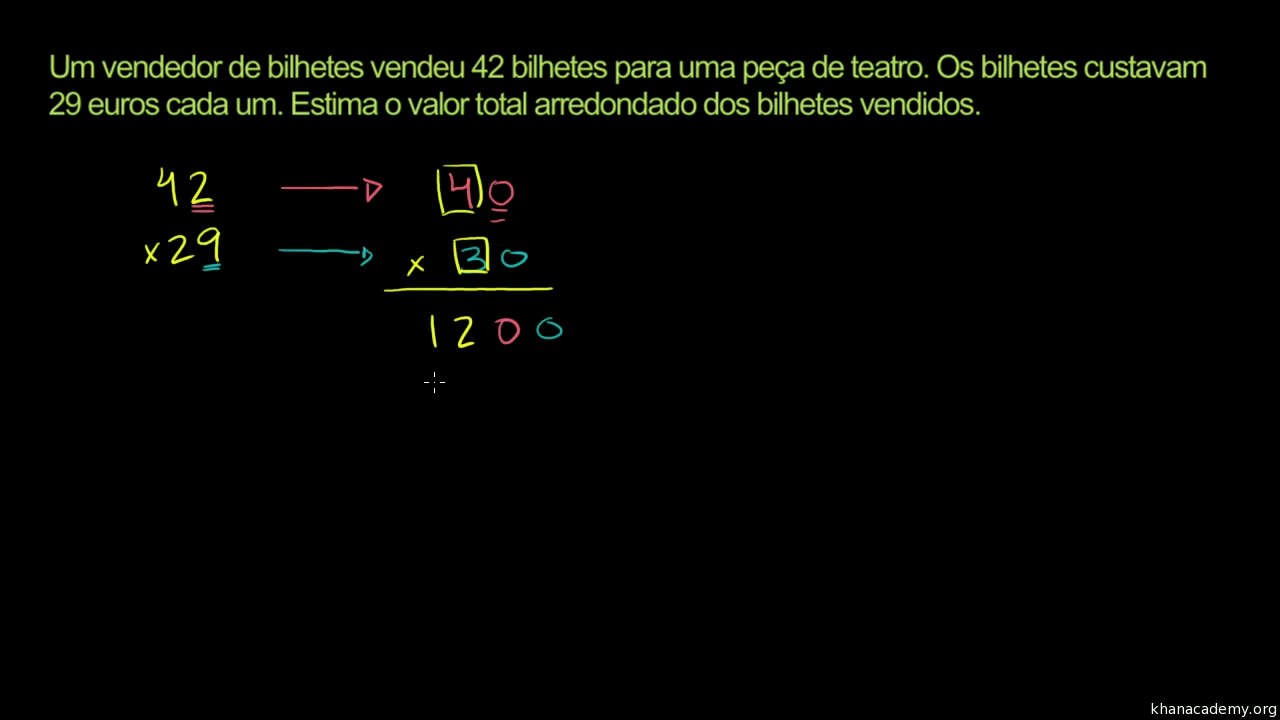 Um vendedor de bilhetes vendeu 42 bilhetes para uma peça de teatro. Os bilhetes custavam
29 euros cada um. Estima o valor total arredondado dos bilhetes vendidos.
42 → 40
x29 → x 30
1200
khanacademy.org